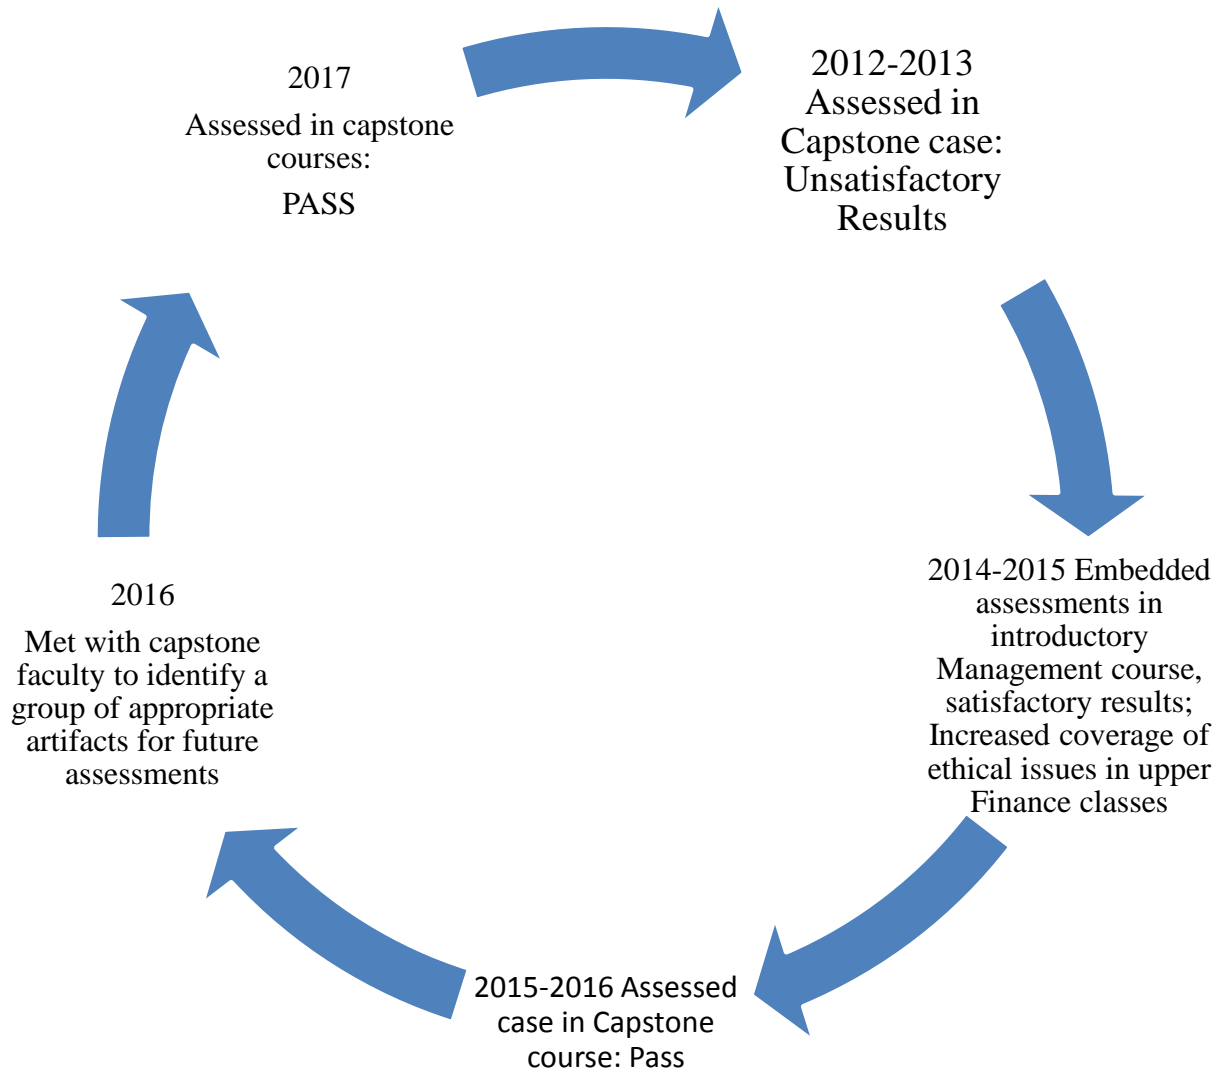 2012-2013
Assessed in
Capstone case:
Unsatisfactory
Results
2014-2015 Embedded
assessments in
introductory
Management course,
satisfactory results;
Increased coverage of
ethical issues in upper
Finance classes
2015-2016 Assessed
case in Capstone
course: Pass
2016
Met with capstone
faculty to identify a
group of appropriate
artifacts for future
assessments
2017
Assessed in capstone
courses:
PASS